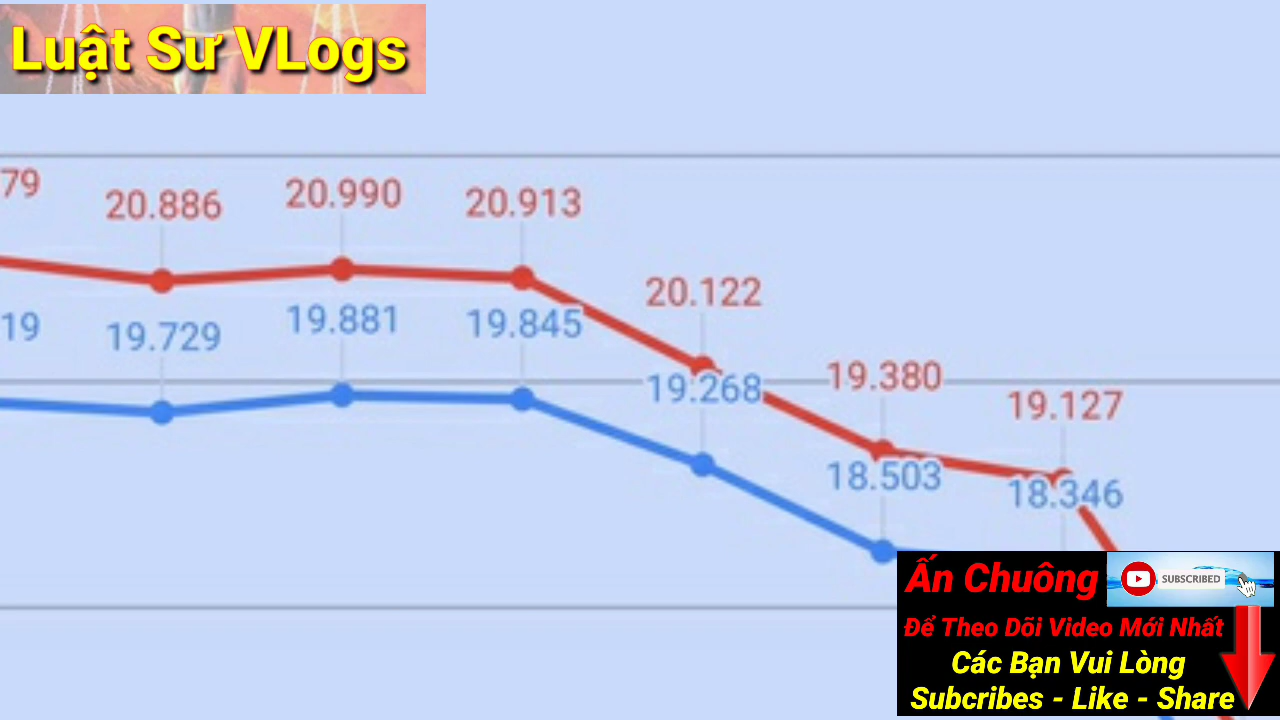 Luật Sư VLogs
79
20.886
20.990
20.913
20.122
19.380
19.127
19
19.729
19.881
19.845
19.268
18.503
18.346
Ấn Chuông
SUBSCRIBED
Để Theo Dõi Video Mới Nhất
Các Bạn Vui Lòng
Subcribes - Like - Share